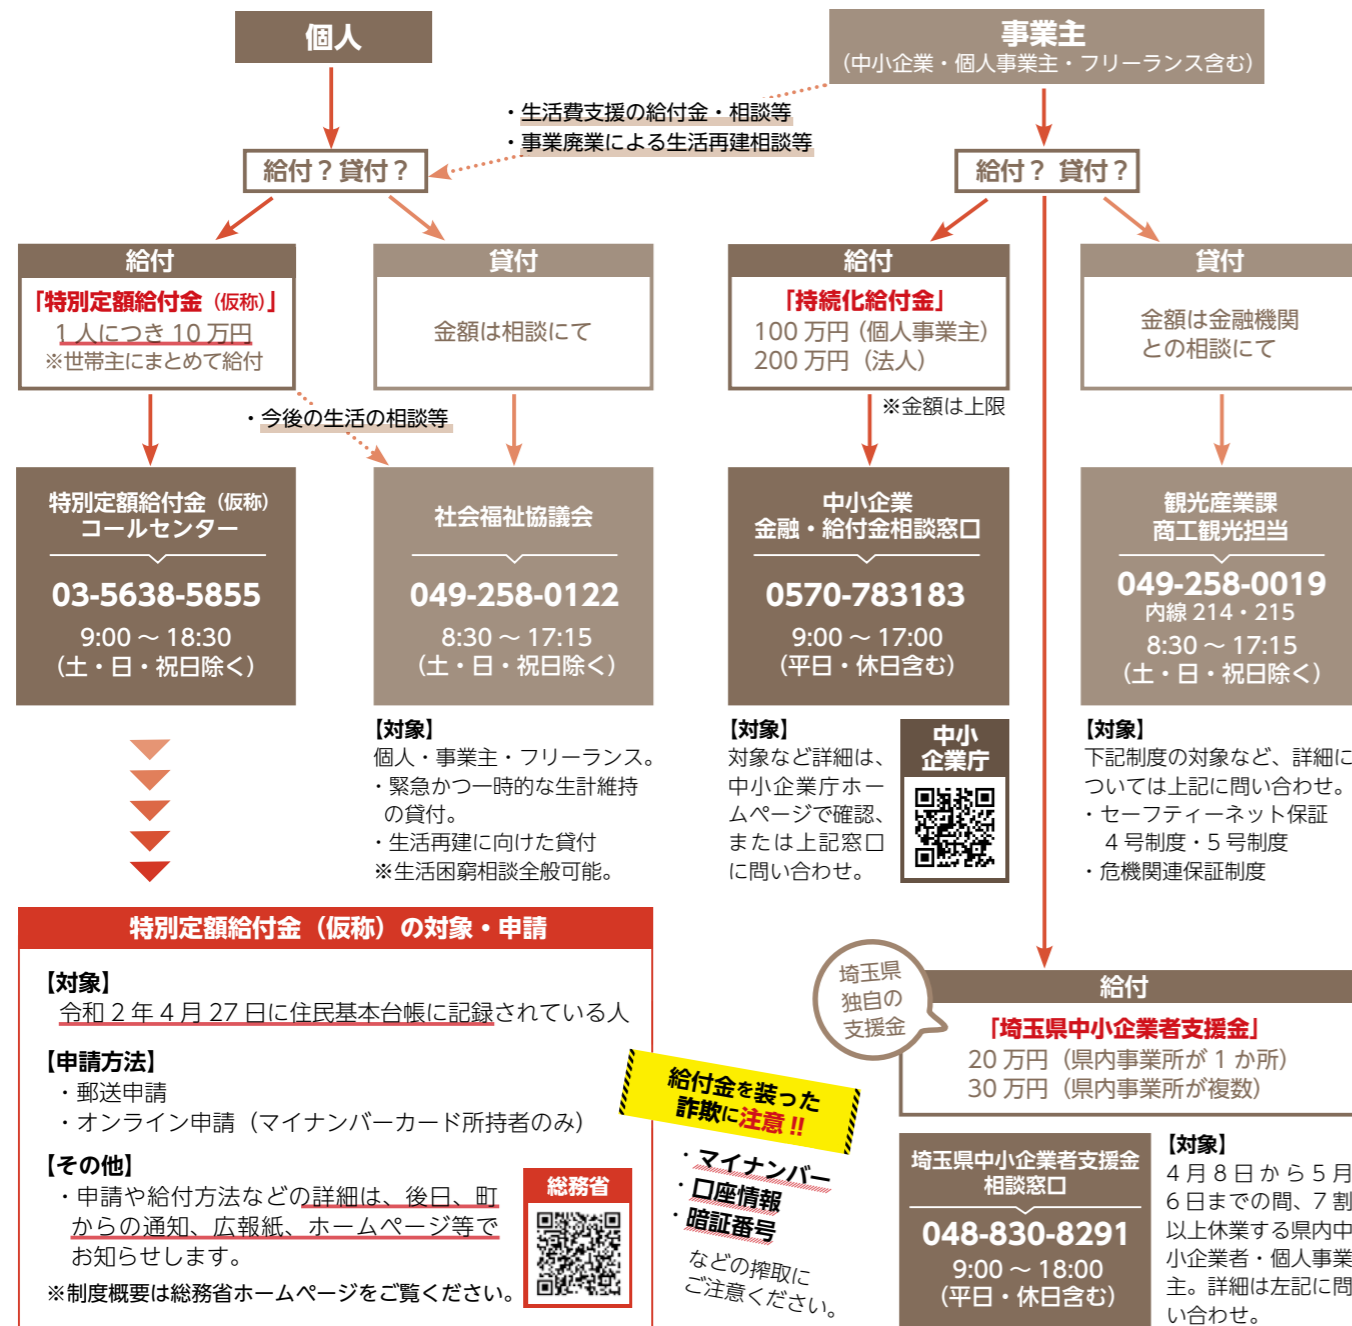 個人
事業主
（中小企業・個人事業主・フリーランス含む）
・生活費支援の給付金・相談等
・事業廃業による生活再建相談等
給付？貸付？
給付？ 貸付？
給付
「特別定額給付金（仮称）」
1人につき10万円
※世帯主にまとめて給付
貸付
金額は相談にて
給付
「持続化給付金」
100万円（個人事業主）
200万円（法人）
貸付
金額は金融機関
との相談にて
・今後の生活の相談等
※金額は上限
特別定額給付金（仮称）
コールセンター
03-5638-5855
9:00～18:30
（土・日・祝日除く）
社会福祉協議会
049-258-0122
8:30～17:15
（土・日・祝日除く）
中小企業
金融・給付金相談窓口
0570-783183
9:00～17:00
（平日・休日含む）
観光産業課
商工観光担当
049-258-0019
内線214・215
8:30～17:15
（土・日・祝日除く）
【対象】
個人・事業主・フリーランス。
・緊急かつ一時的な生計維持
の貸付。
・生活再建に向けた貸付
※生活困窮相談全般可能。
【対象】
対象など詳細は、
中小企業庁ホー
ムページで確認、
または上記窓口
に問い合わせ。
中小
企業庁
【対象】
下記制度の対象など、詳細に
ついては上記に問い合わせ。
・セーフティーネット保証
4号制度・5号制度
・危機関連保証制度
特別定額給付金（仮称）の対象・申請
【対象】
令和2年4月27日に住民基本台帳に記録されている人
【申請方法】
・郵送申請
・オンライン申請（マイナンバーカード所持者のみ）
【その他】
・申請や給付方法などの詳細は、後日、町
からの通知、広報紙、ホームページ等で
お知らせします。
※制度概要は総務省ホームページをご覧ください。
総務省
給付金を装った
詐欺に注意!!
・マイナンバー
・口座情報
・暗証番号
などの搾取に
ご注意ください。
埼玉県
独自の
支援金
給付
「埼玉県中小企業者支援金」
20万円（県内事業所が1か所）
30万円（県内事業所が複数）
埼玉県中小企業者支援金
相談窓口
048-830-8291
9:00～18:00
（平日・休日含む）
【対象】
4月8日から5月
6日までの間、7割
以上休業する県内中
小企業者・個人事業
主。詳細は左記に問
い合わせ。